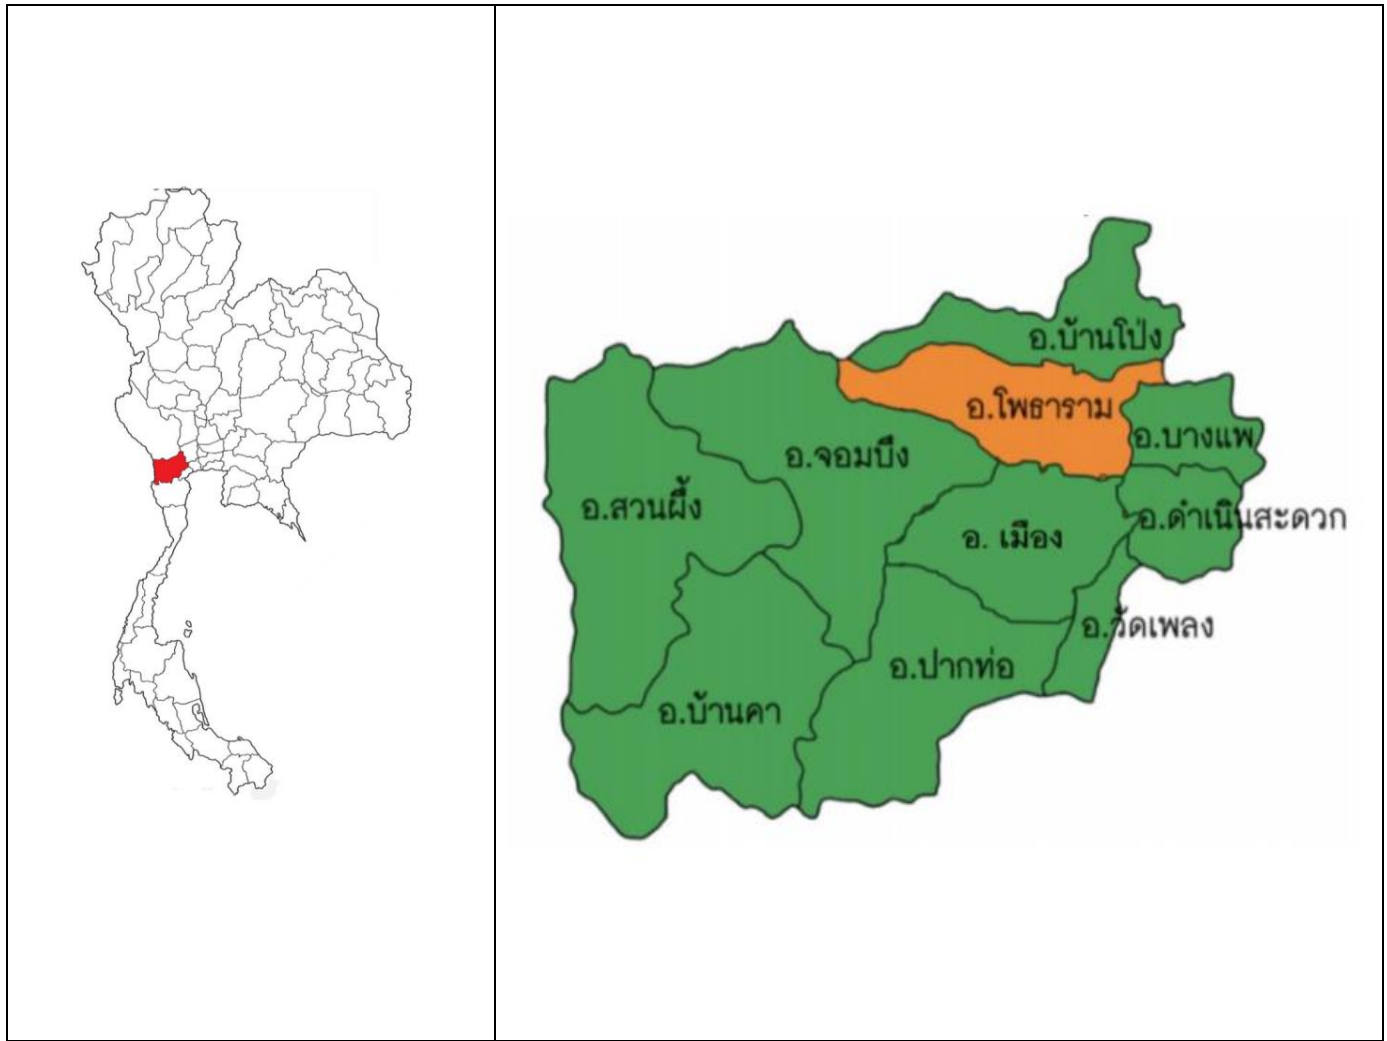 อ.บ้านโป่ง
อ.โพธาราม
อ.บางแพ
อ.จอมบึง
อ.สวนผึ้ง
อ.ดำเนินสะดวก
อ. เมือง
อ.วัดเพลง
อ.ปากท่อ
อ.บ้านคา